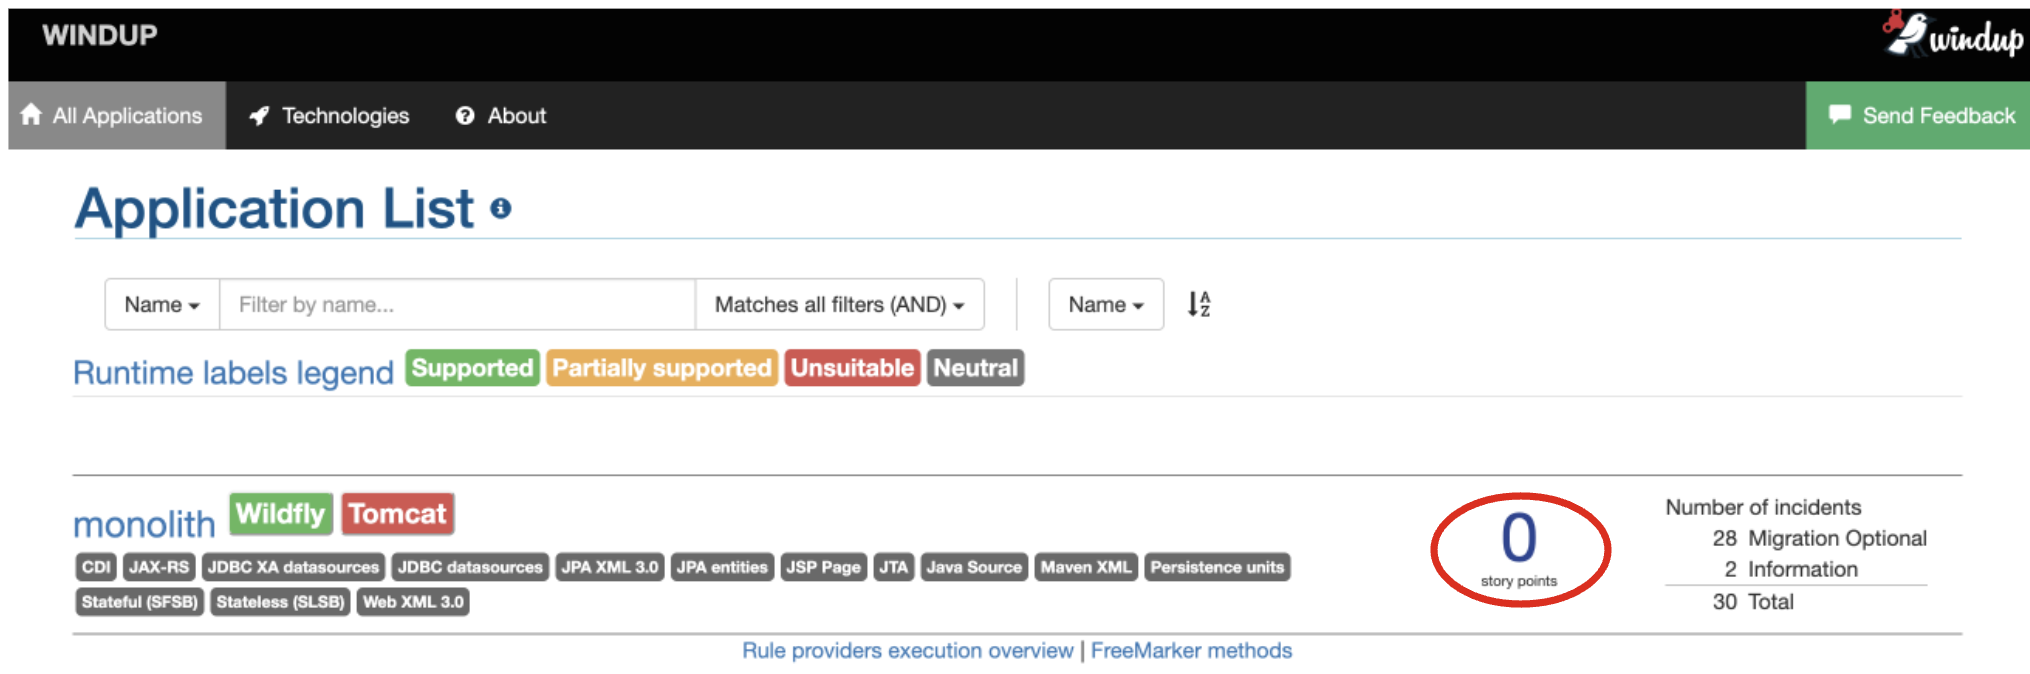 WINDUP
windup
All Applications Technologies About Send Feedback
Application List
Name Filter by name... Matches all filters (AND) Name
Runtime labels legend Supported Partially supported Unsuitable Neutral
monolith Wildfly Tomcat
CDI JAX-RS JDBC XA datasources JDBC datasources JPA XML 3.0 JPA entities JSP Page JTA Java Source Maven XML Persistence units
Stateful (SFSB) Stateless (SLSB) Web XML 3.0
0
story points
Number of incidents
28 Migration Optional
2 Information
30 Total
Rule providers execution overview | FreeMarker methods